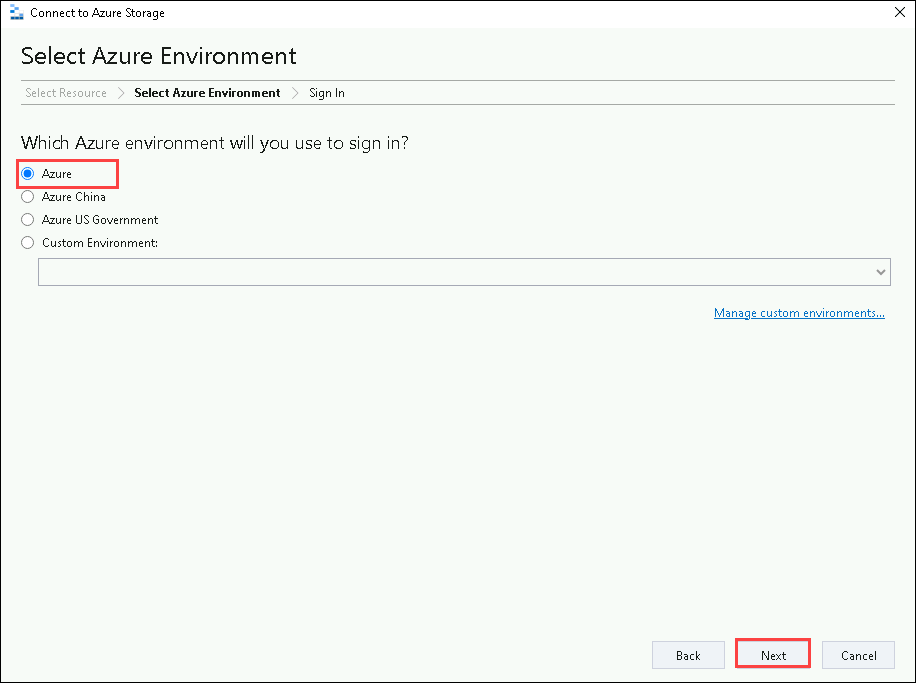 Connect to Azure Storage
Select Azure Environment
Select Resource Select Azure Environment Sign In
Which Azure environment will you use to sign in?
Azure
Azure China
Azure US Government
Custom Environment:
Manage custom environments...
Back Next Cancel